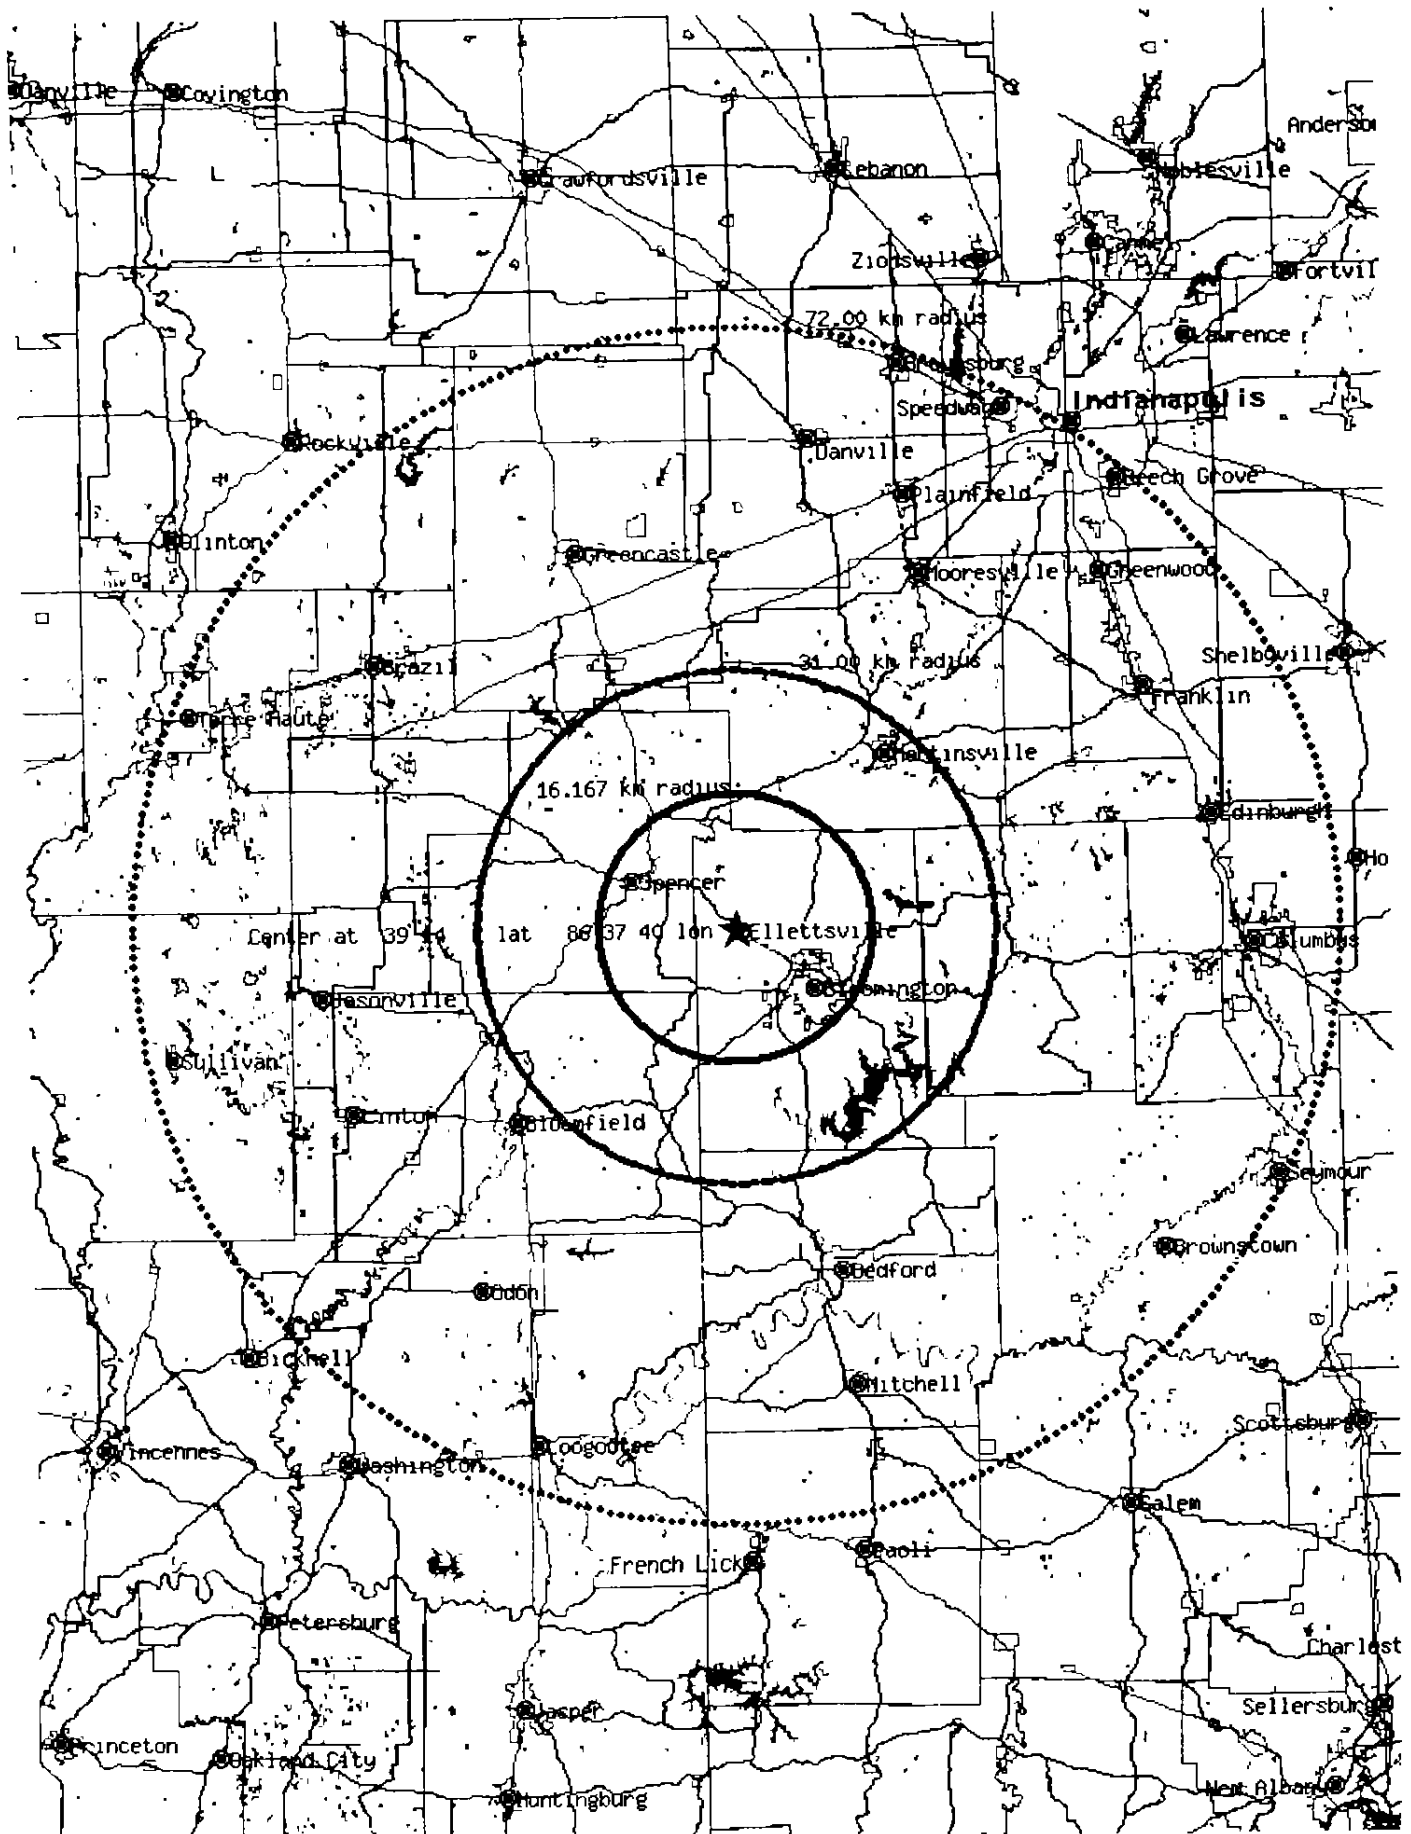 Danville
Covington
Anderson
Crawfordsville
Lebanon
Noblesville
Zionsville
Carmel
Fortvil
72.00 km radius
Lawrence
Brownsburg
Speedway
Indianapolis
Rockville
Danville
Beech Grove
Plainfield
Clinton
Greencastle
Mooresville
Greenwood
Brazil
31.00 km radius
Shelbyville
Franklin
Terre Haute
Martinsville
16.167 km radius
Edinburgh
Ho
Spencer
Center at 39 lat 86 37 40 lon
Ellettsville
Columbus
Jasonville
Bloomington
Sullivan
Linton
Bloomfield
Seymour
Brownstown
Bedford
Odon
Bicknell
Mitchell
Scottsburg
Vincennes
Washington
Loogootee
Salem
French Lick
Paoli
Petersburg
Charlest
Sellersburg
Jasper
Princeton
Oakland City
New Albany
Huntingburg